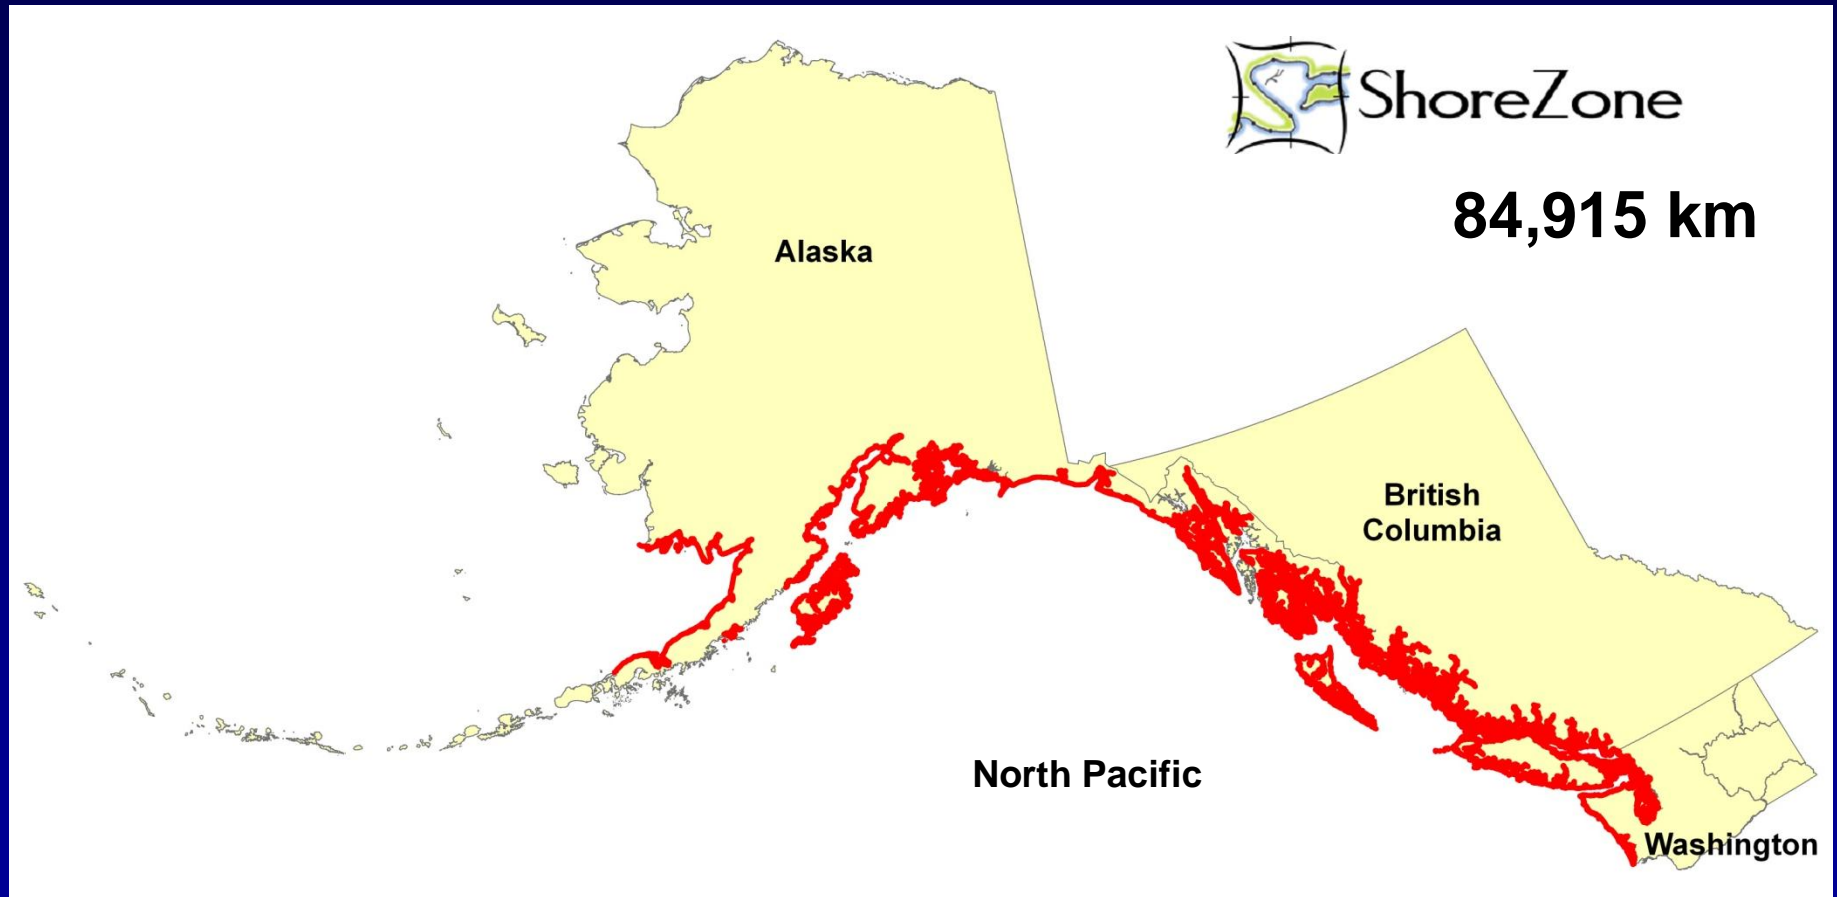 ShoreZone
84,915 km
Alaska
British
Columbia
North Pacific
Washington